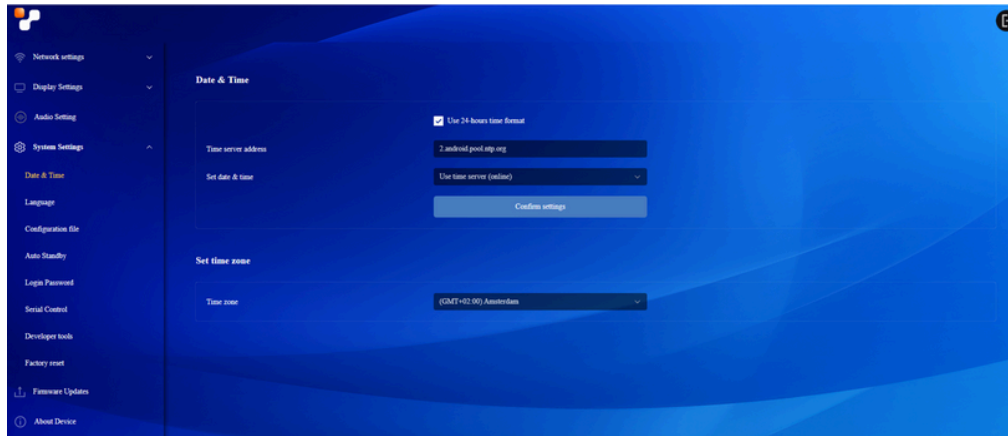 Network settings
Display Settings
Audio Setting
System Settings
Date & Time
Language
Configuration file
Auto Standby
Login Password
Serial Control
Developer tools
Factory reset
Firmware Updates
About Device
Date & Time
Use 24-hours time format
Time server address 2.android.pool.ntp.org
Set date & time Use time server (online)
Confirm settings
Set time zone
Time zone (GMT+02:00) Amsterdam